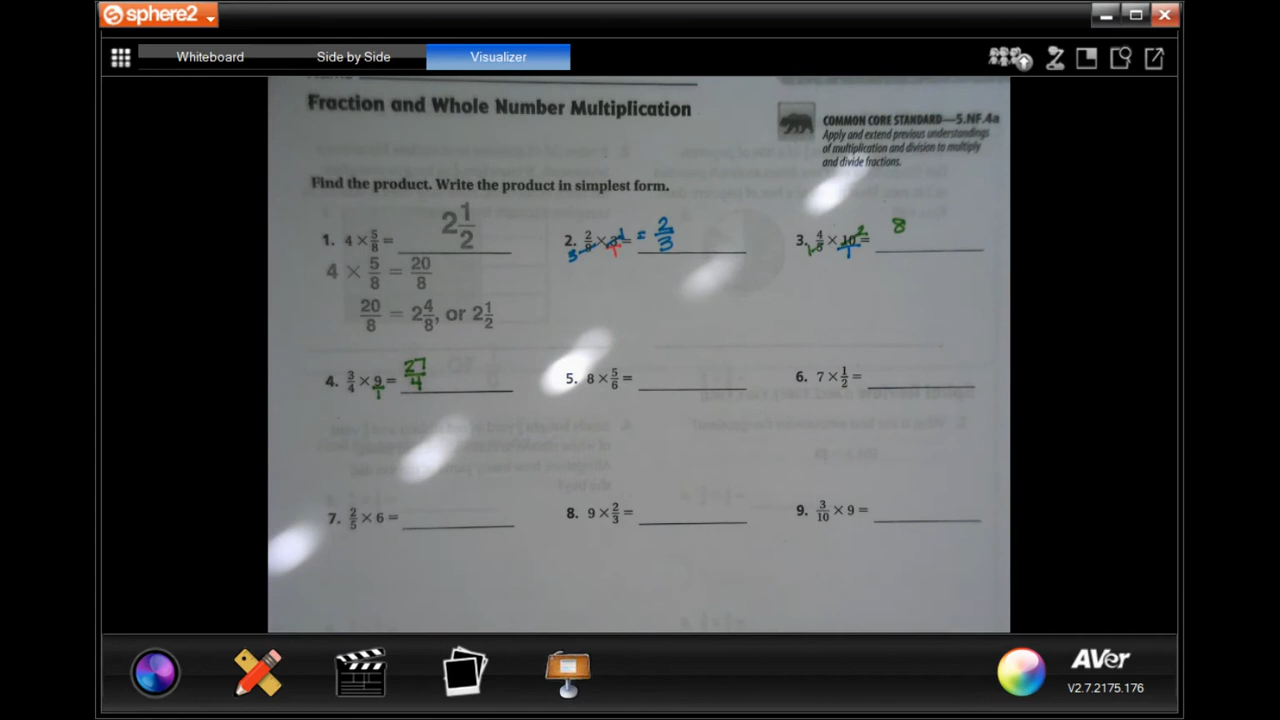 sphere2
Whiteboard Side by Side Visualizer
Fraction and Whole Number Multiplication
COMMON CORE STANDARD—5.NF.4a
Apply and extend previous understandings
of multiplication and division to multiply
and divide fractions.
Find the product. Write the product in simplest form.
1. 4 × 5/8 = 2 1/2
4 × 5/8 = 20/8
20/8 = 2 4/8, or 2 1/2
2. = 2/3
3. 8
4. 3/4 × 9/1 = 27/4
5. 8 × 5/6 =
6. 7 × 1/2 =
7. 2/5 × 6 =
8. 9 × 2/3 =
9. 3/10 × 9 =
AVer
V2.7.2175.176